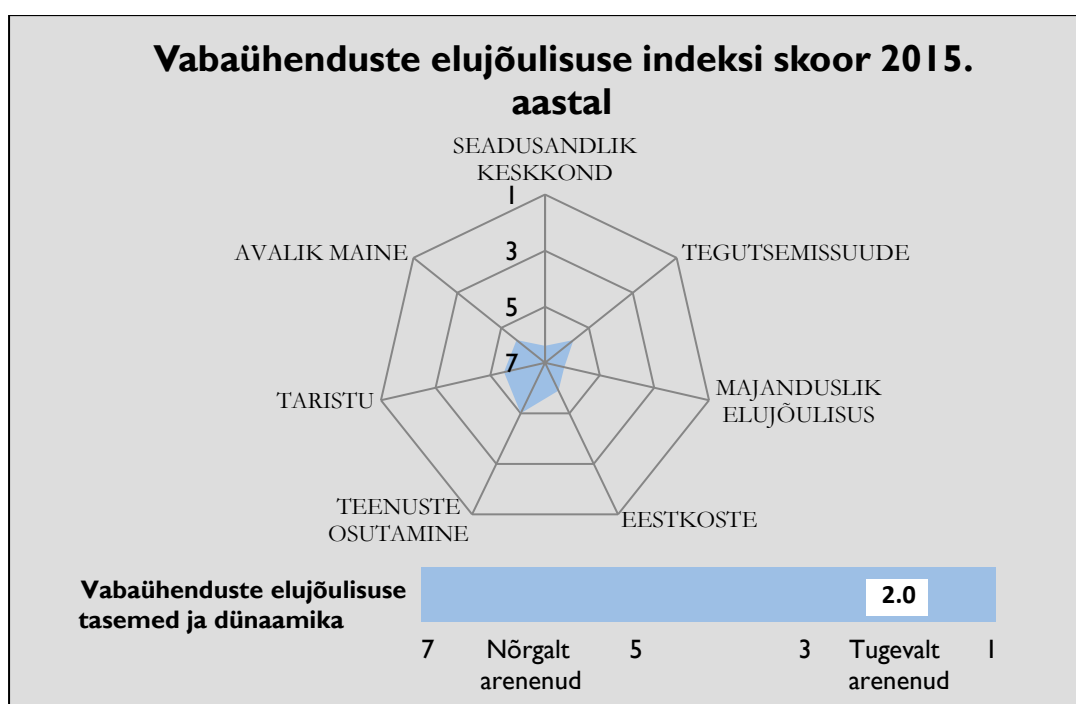 Vabaühenduste elujõulisuse indeksi skoor 2015.
aastal
SEADUSANDLIK
KESKKOND
1
AVALIK MAINE
3
TEGUTSEMISSUUDE
5
7
TARISTU
MAJANDUSLIK
ELUJÕULISUS
TEENUSTE
OSUTAMINE
EESTKOSTE
Vabaühenduste elujõulisuse
tasemed ja dünaamika
2.0
7 Nõrgalt 5 3 Tugevalt 1
arenenud arenenud